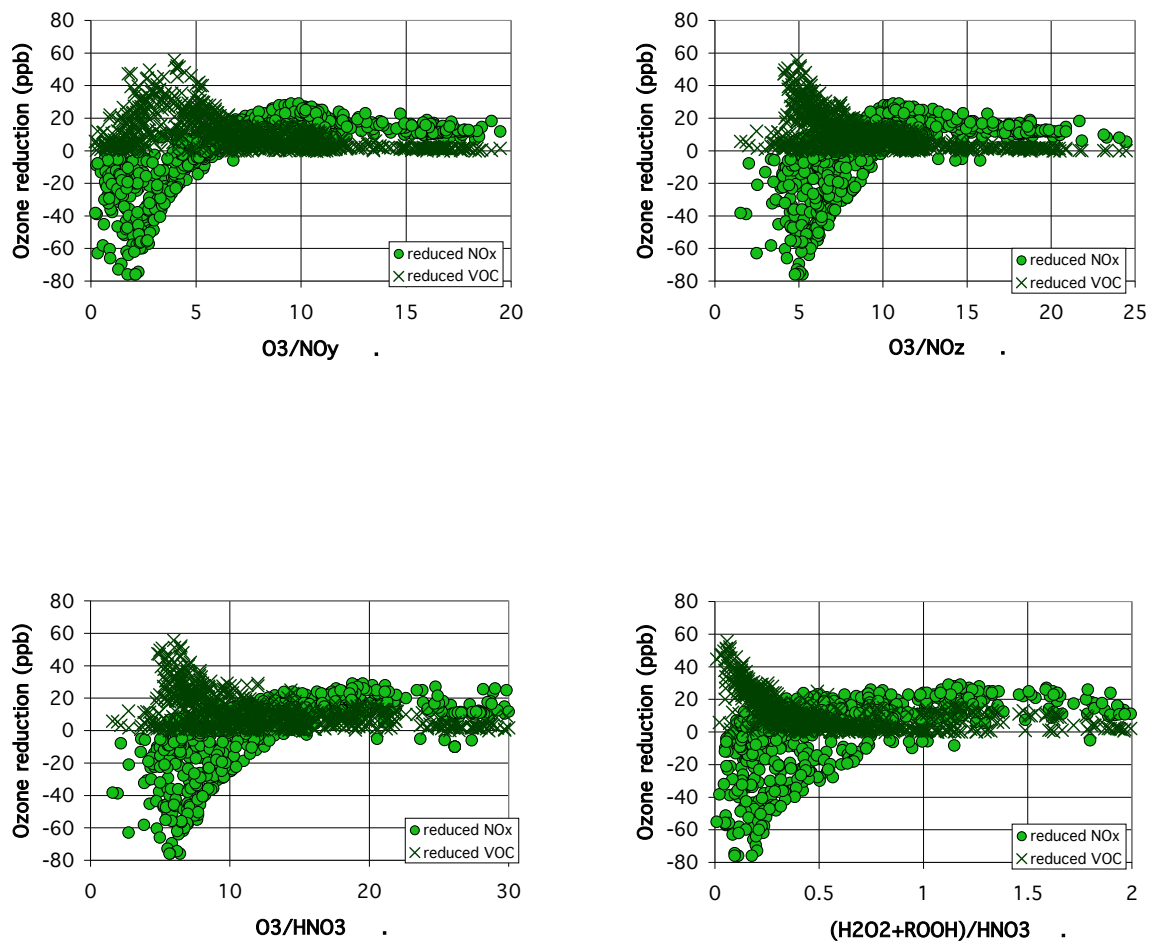 80
60
40
20
0
-20
-40
-60
-80
Ozone reduction (ppb)
reduced NOx
reduced VOC
0 5 10 15 20
O3/NOy .
80
60
40
20
0
-20
-40
-60
-80
Ozone reduction (ppb)
reduced NOx
reduced VOC
0 5 10 15 20 25
O3/NOz .
80
60
40
20
0
-20
-40
-60
-80
Ozone reduction (ppb)
reduced NOx
reduced VOC
0 10 20 30
O3/HNO3 .
80
60
40
20
0
-20
-40
-60
-80
Ozone reduction (ppb)
reduced NOx
reduced VOC
0 0.5 1 1.5 2
(H2O2+ROOH)/HNO3 .